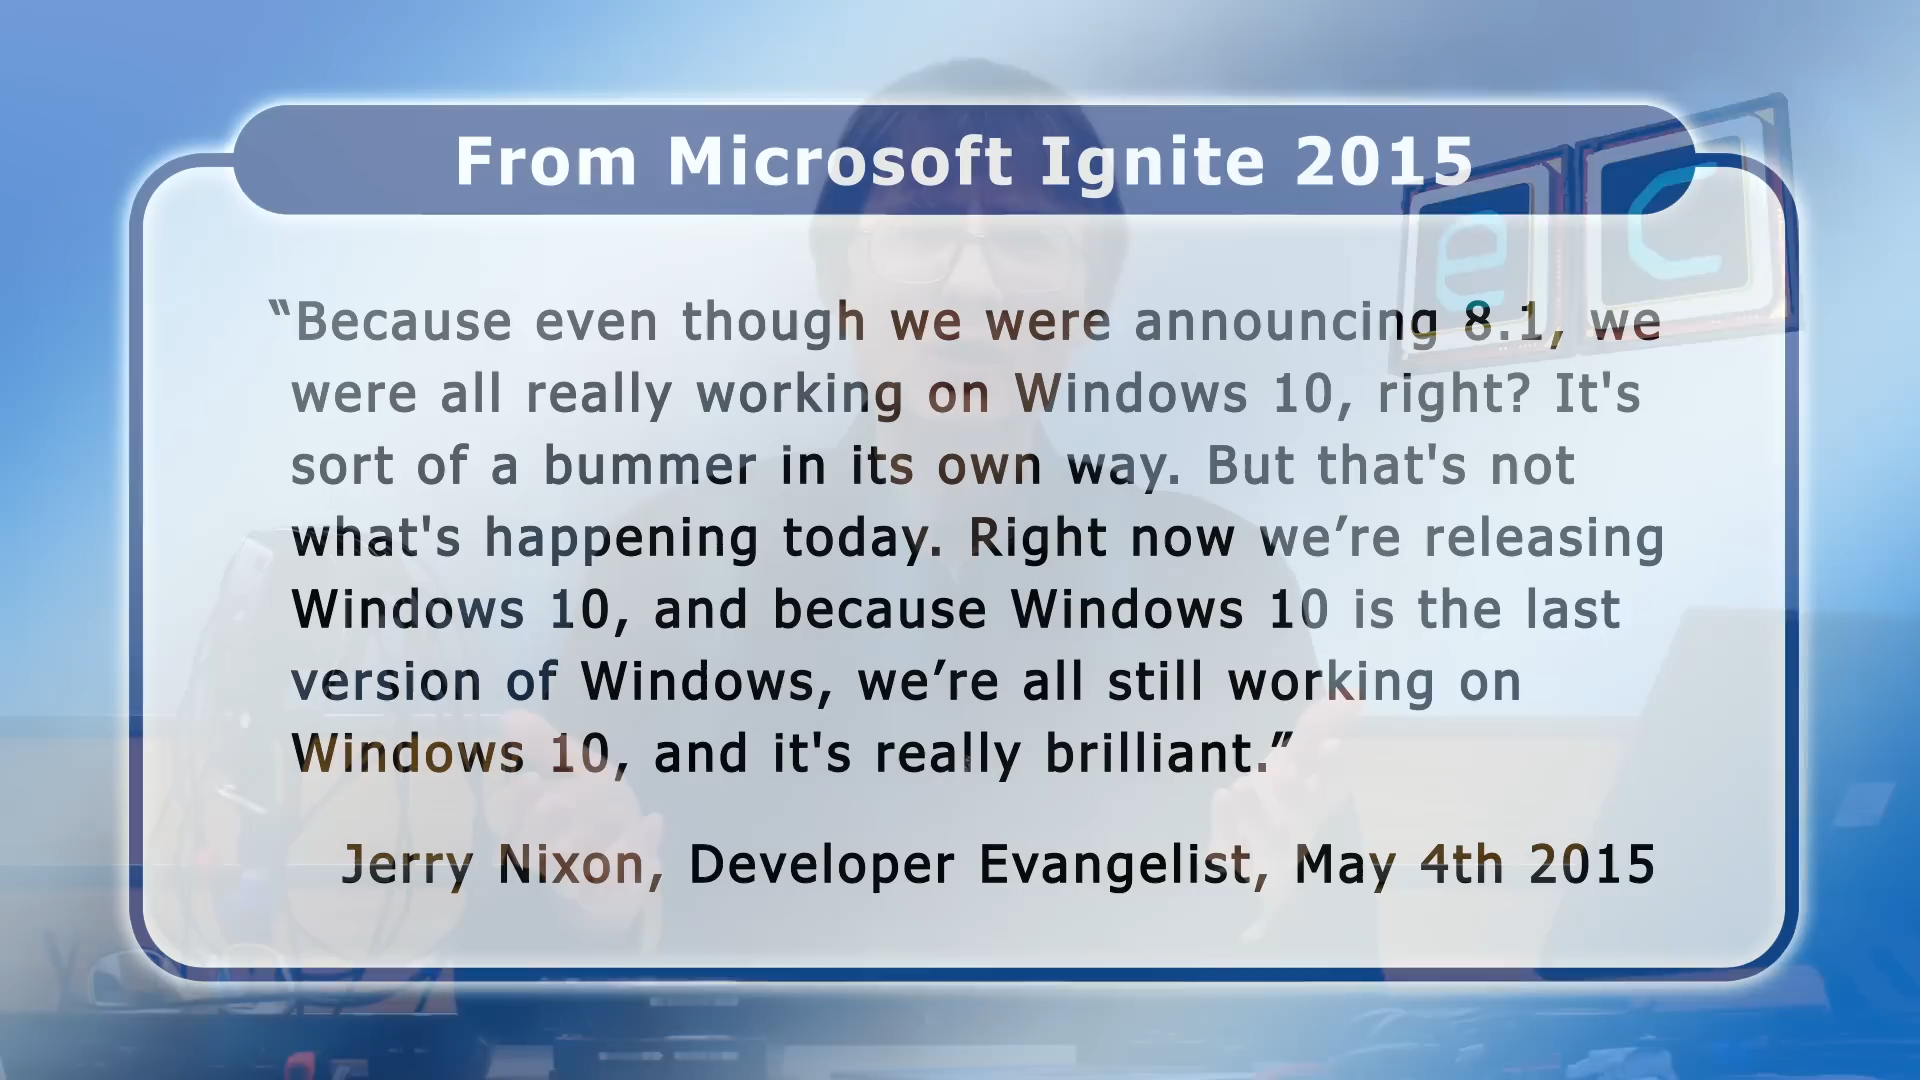 From Microsoft Ignite 2015
e C
“Because even though we were announcing 8.1, we
were all really working on Windows 10, right? It's
sort of a bummer in its own way. But that's not
what's happening today. Right now we’re releasing
Windows 10, and because Windows 10 is the last
version of Windows, we’re all still working on
Windows 10, and it's really brilliant.”
Jerry Nixon, Developer Evangelist, May 4th 2015